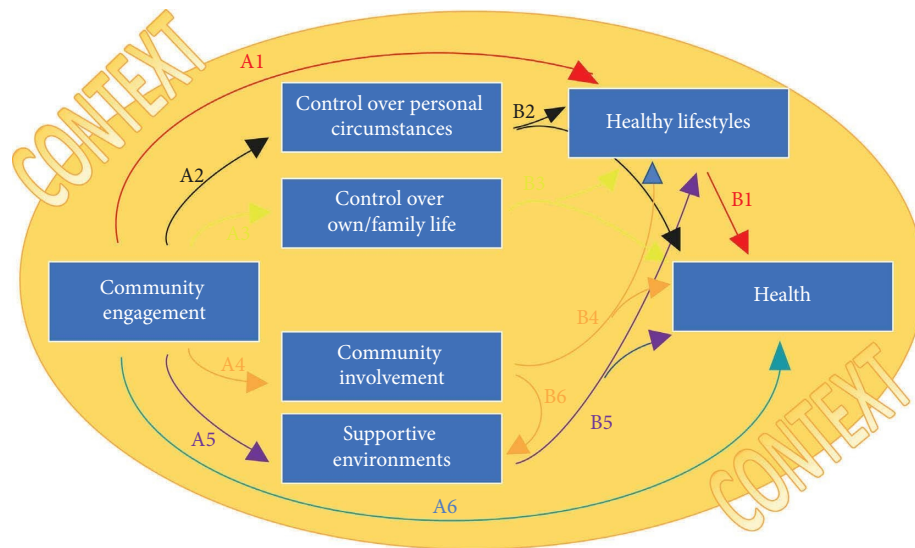 CONTEXT
A1
Control over personal
circumstances
B2
Healthy lifestyles
A2
Control over
own/family life
B3
A3
B1
Community
engagement
Health
A4
Community
involvement
B4
B6
A5
Supportive
environments
B5
A6
CONTEXT